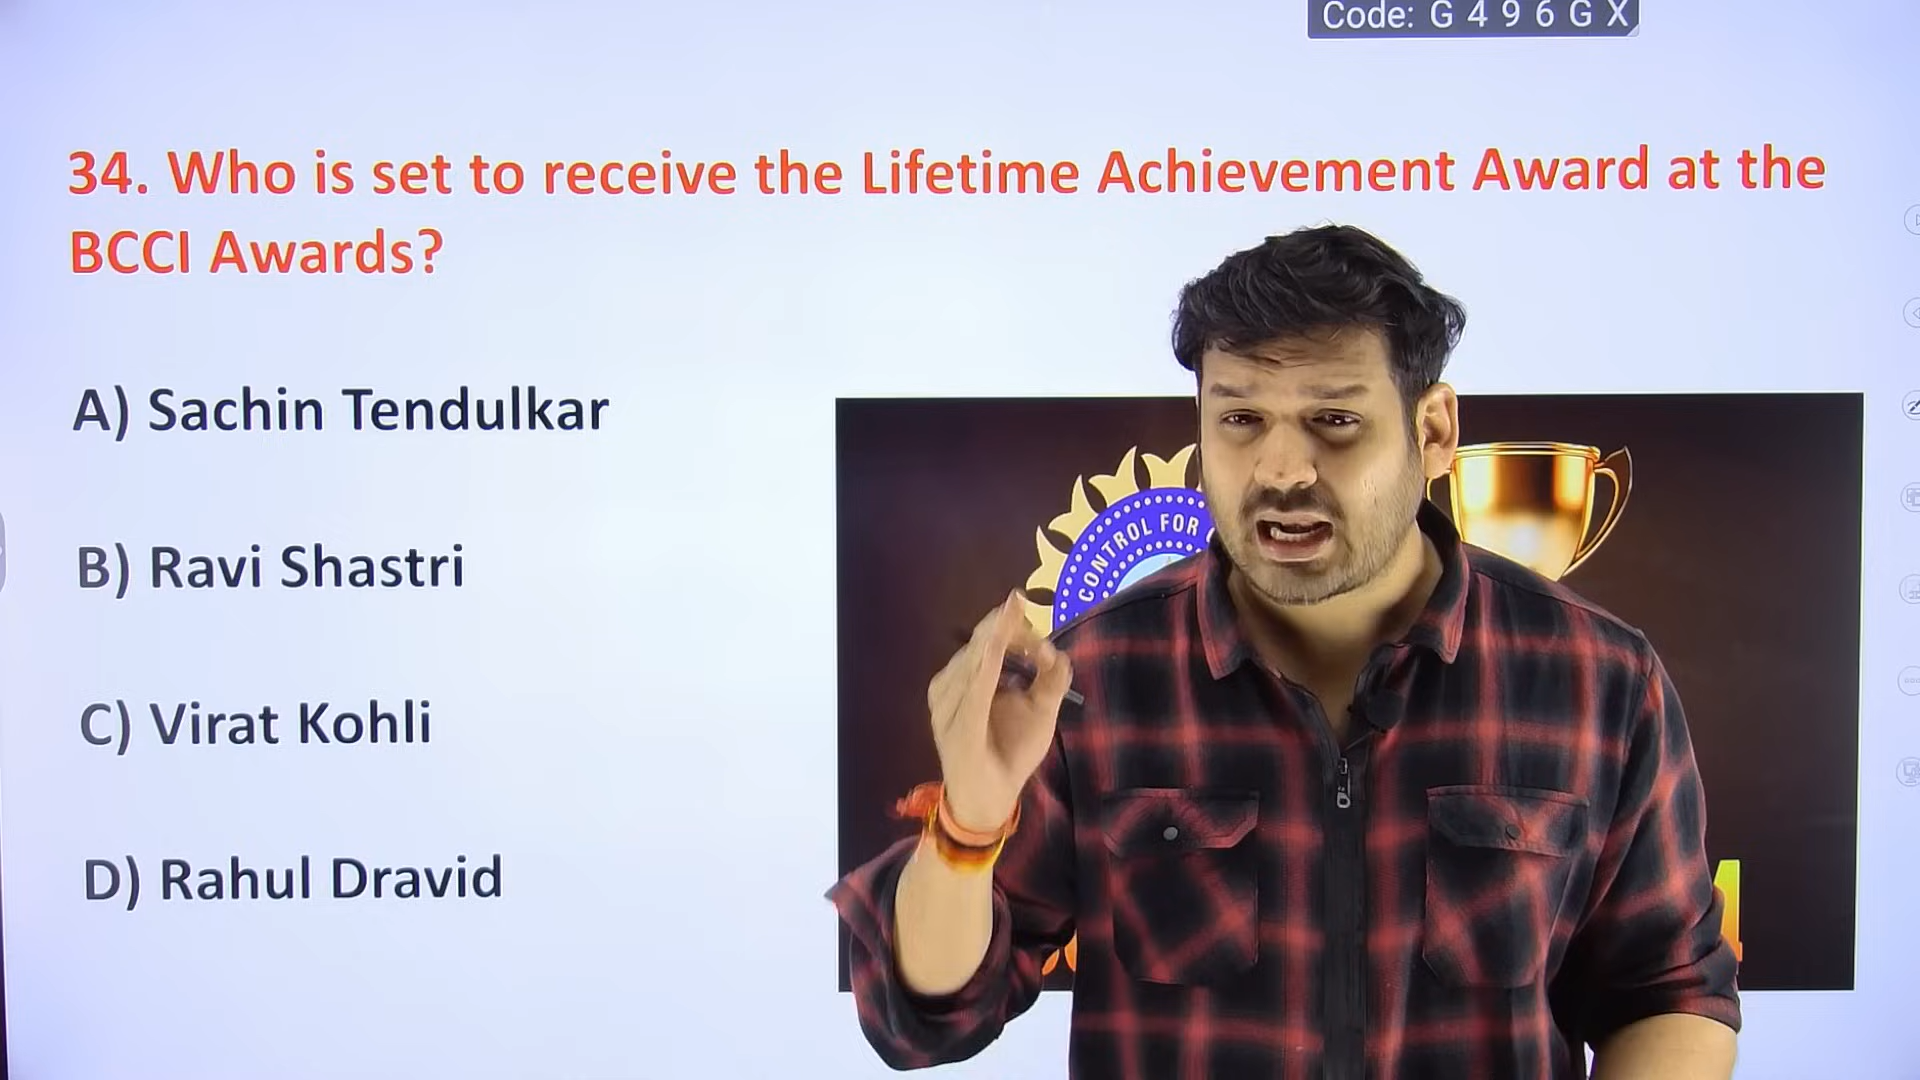 Code: G 4 9 6 G X
34. Who is set to receive the Lifetime Achievement Award at the
BCCI Awards?
A) Sachin Tendulkar
B) Ravi Shastri
C) Virat Kohli
D) Rahul Dravid
CONTROL FOR
4